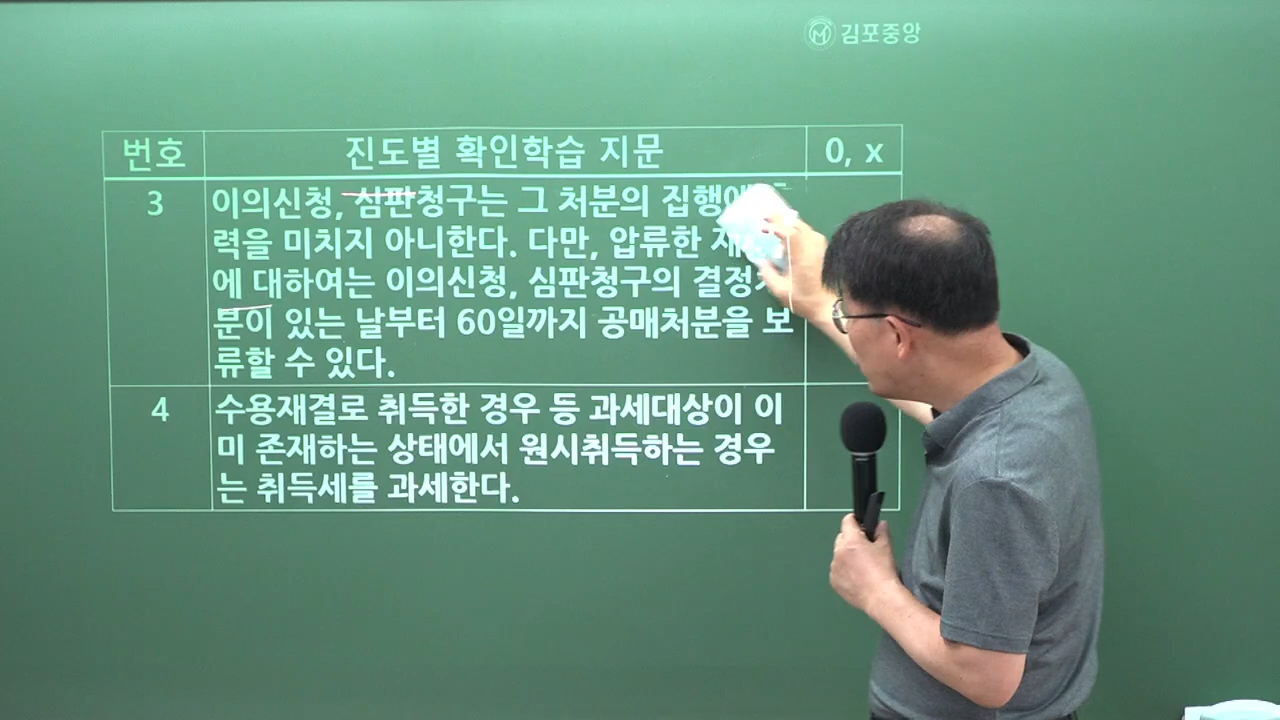 김포중앙
번호 진도별 확인학습 지문 0, x
3 이의신청, 심판청구는 그 처분의 집행에
력을 미치지 아니한다. 다만, 압류한
에 대하여는 이의신청, 심판청구의 결정
분이 있는 날부터 60일까지 공매처분을 보
류할 수 있다.
4 수용재결로 취득한 경우 등 과세대상이 이
미 존재하는 상태에서 원시취득하는 경우
는 취득세를 과세한다.